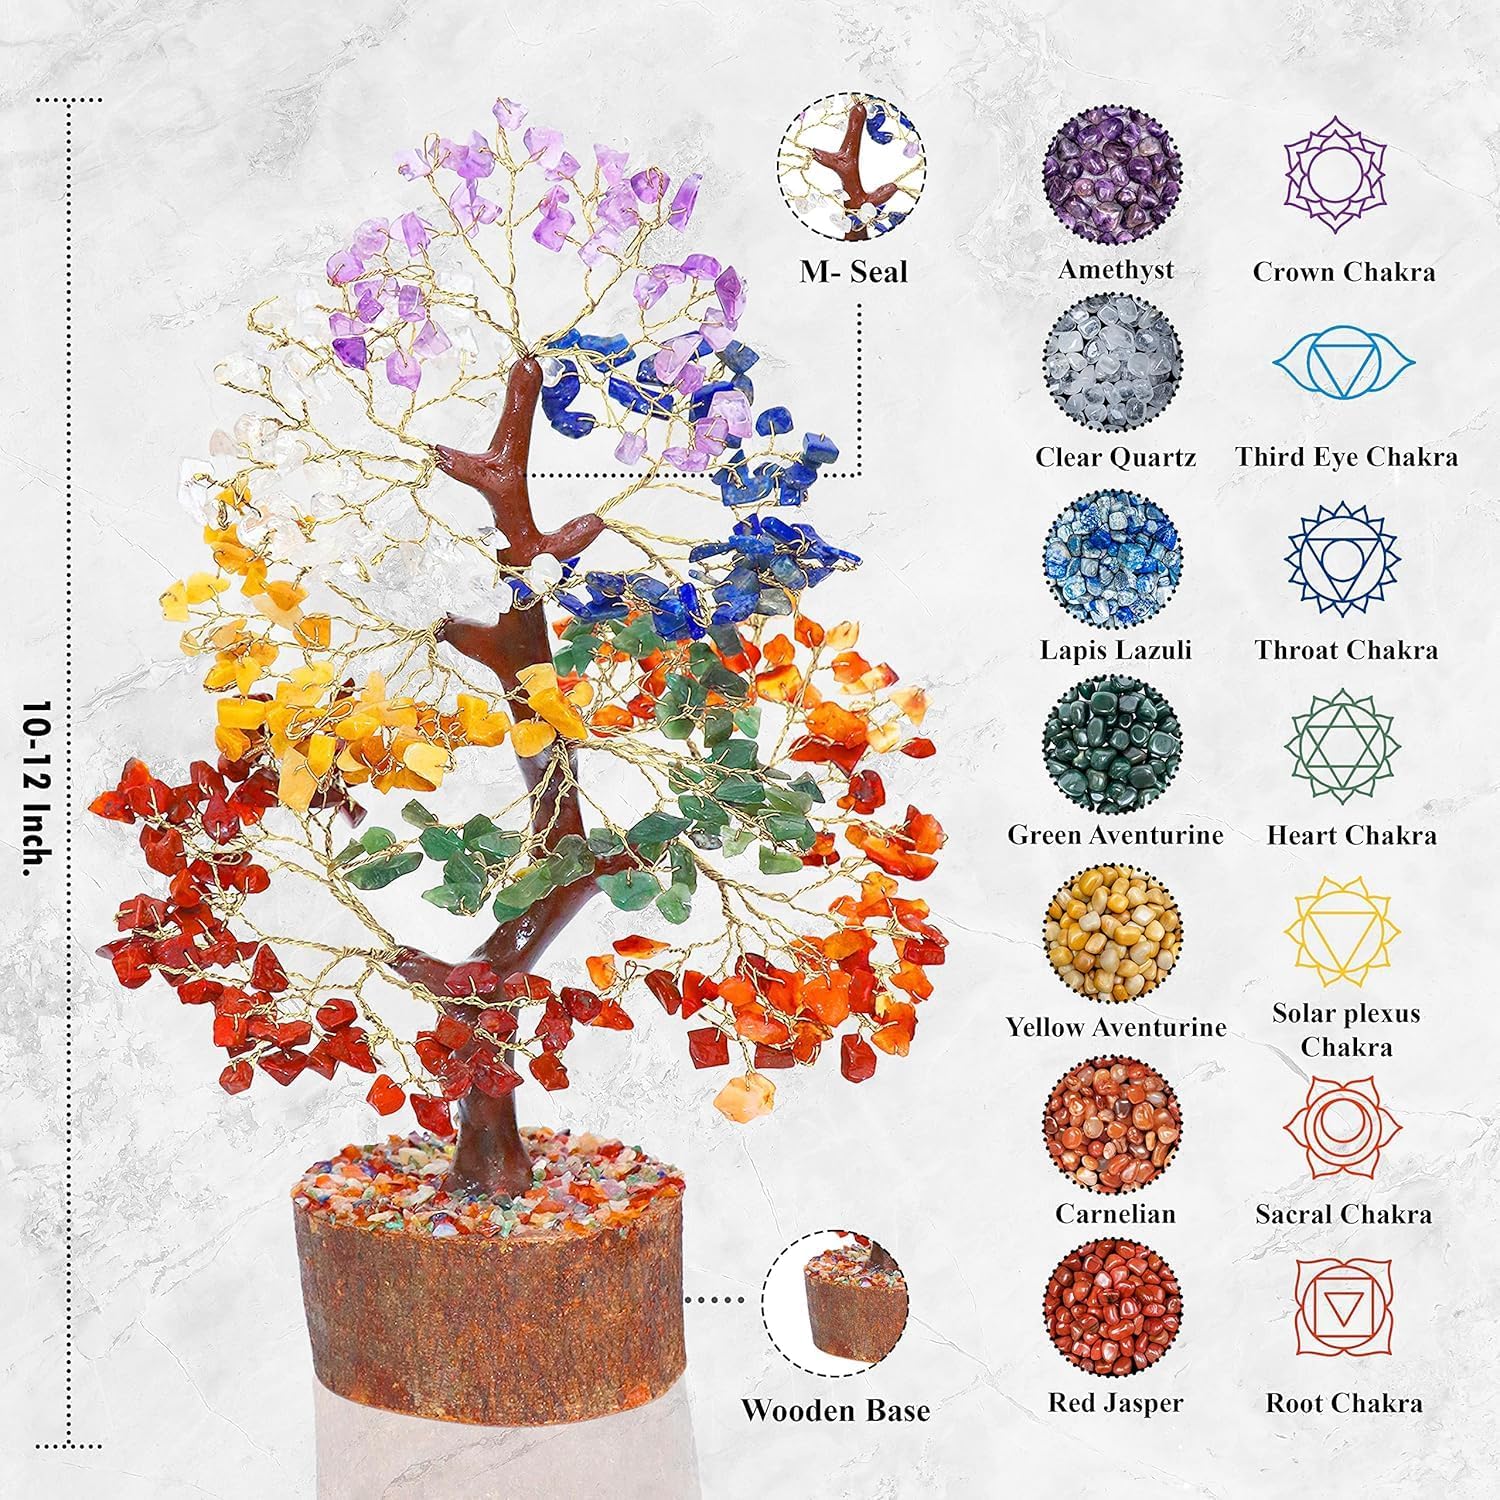 10-12 Inch.
M- Seal
Amethyst
Crown Chakra
Clear Quartz
Third Eye Chakra
Lapis Lazuli
Throat Chakra
Green Aventurine
Heart Chakra
Yellow Aventurine
Solar plexus
Chakra
Carnelian
Sacral Chakra
Wooden Base
Red Jasper
Root Chakra